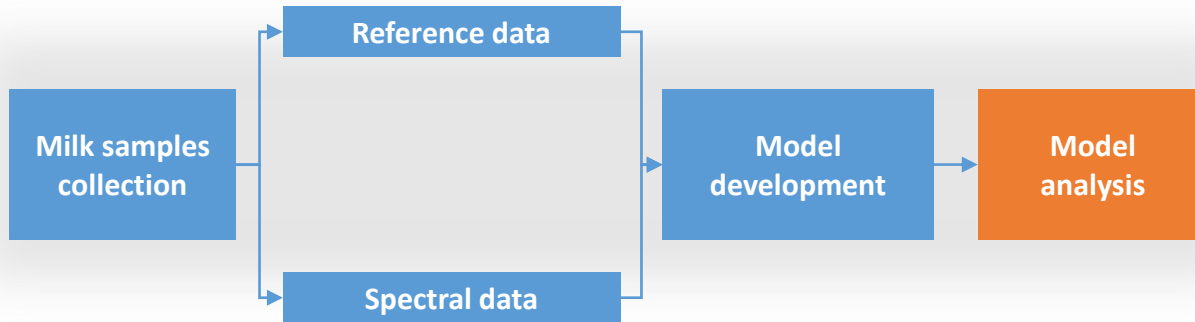 Reference data
Milk samples
collection
Model
development
Model
analysis
Spectral data